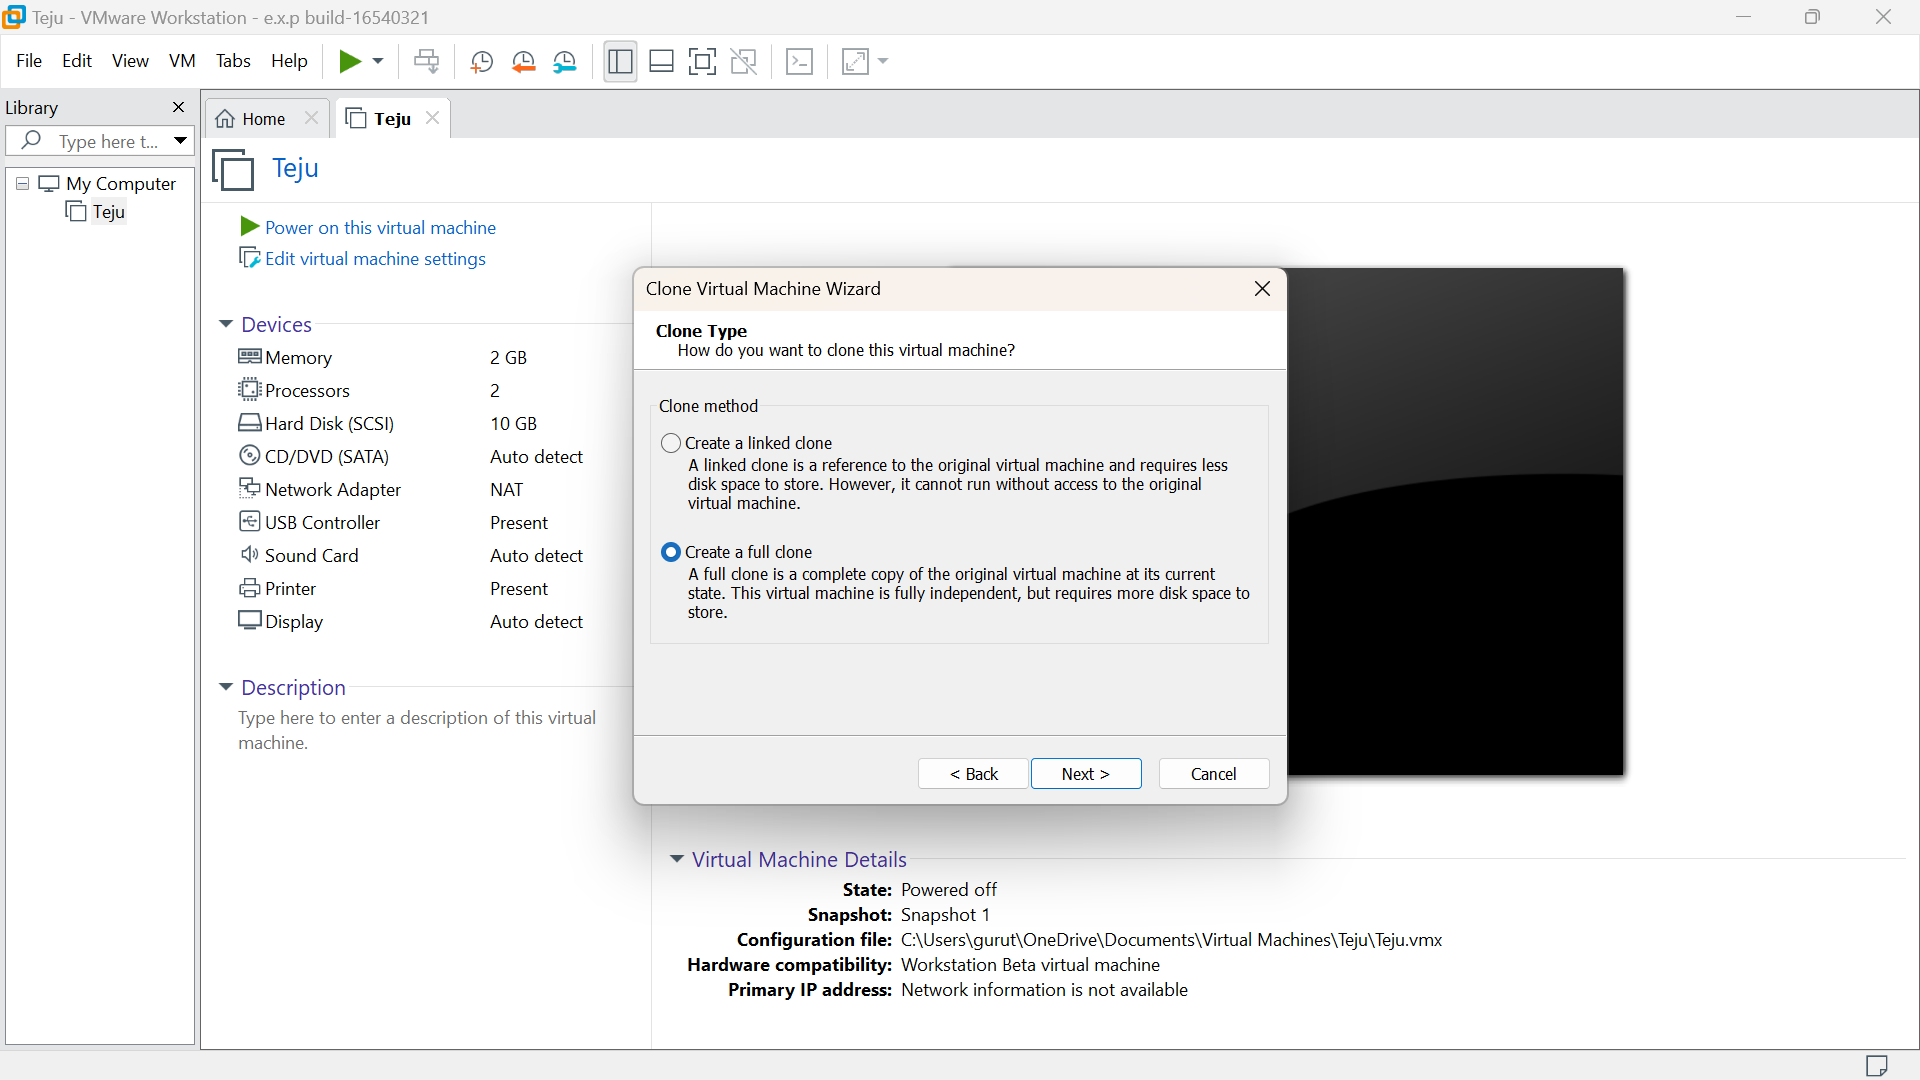 Teju - VMware Workstation - e.x.p build-16540321
File Edit View VM Tabs Help
Library
Type here t...
My Computer
Teju
Home
Teju
Teju
Power on this virtual machine
Edit virtual machine settings
Devices
Memory 2 GB
Processors 2
Hard Disk (SCSI) 10 GB
CD/DVD (SATA) Auto detect
Network Adapter NAT
USB Controller Present
Sound Card Auto detect
Printer Present
Display Auto detect
Description
Type here to enter a description of this virtual
machine.
Clone Virtual Machine Wizard
Clone Type
How do you want to clone this virtual machine?
Clone method
Create a linked clone
A linked clone is a reference to the original virtual machine and requires less
disk space to store. However, it cannot run without access to the original
virtual machine.
Create a full clone
A full clone is a complete copy of the original virtual machine at its current
state. This virtual machine is fully independent, but requires more disk space to
store.
< Back Next > Cancel
Virtual Machine Details
State: Powered off
Snapshot: Snapshot 1
Configuration file: C:\Users\gurut\OneDrive\Documents\Virtual Machines\Teju\Teju.vmx
Hardware compatibility: Workstation Beta virtual machine
Primary IP address: Network information is not available